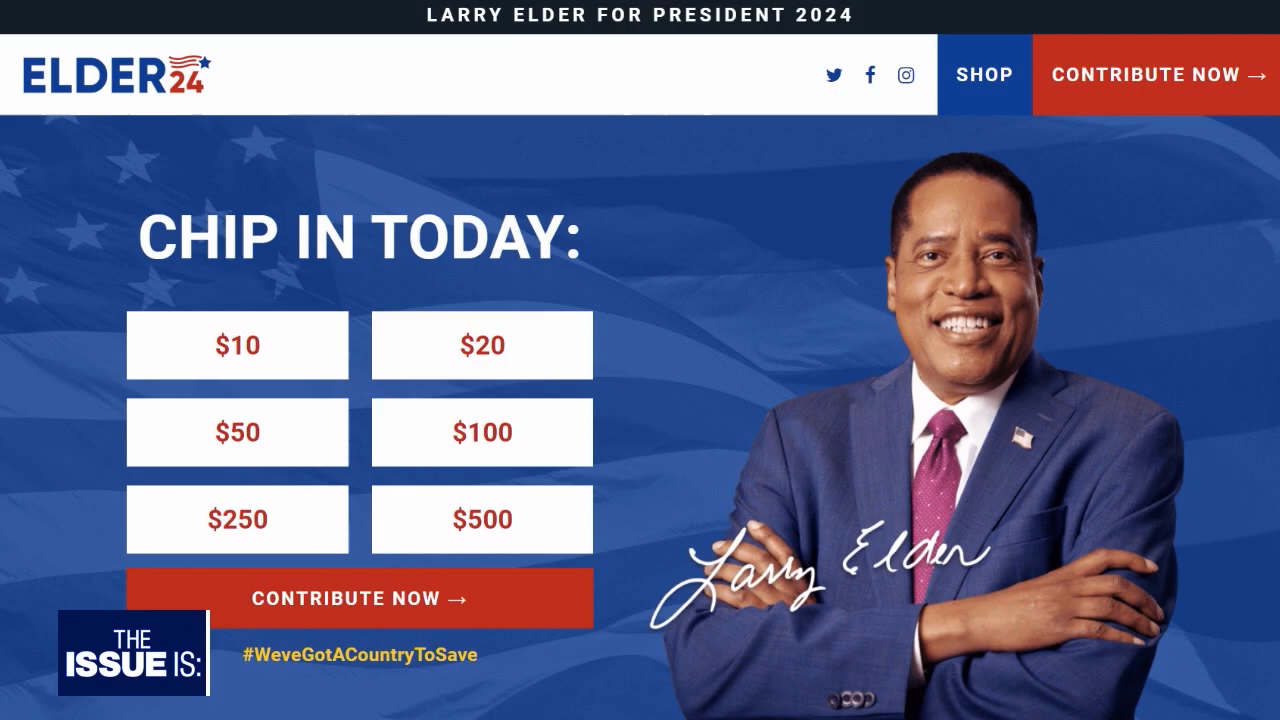 LARRY ELDER FOR PRESIDENT 2024
ELDER24
SHOP
CONTRIBUTE NOW →
CHIP IN TODAY:
$10
$20
$50
$100
$250
$500
CONTRIBUTE NOW →
Larry Elder
#WeveGotACountryToSave
THE
ISSUE IS: